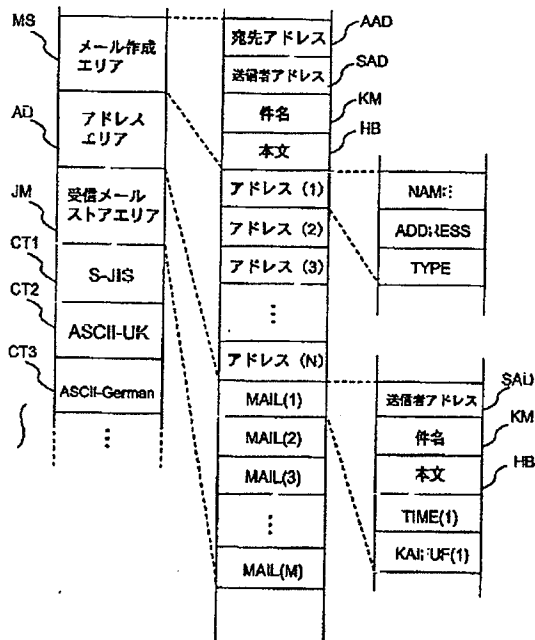 MS
メール作成
エリア
AD
アドレス
エリア
JM
受信メール
ストアエリア
CT1
S-JIS
CT2
ASCII-UK
CT3
ASCII-German
⋮
AAD
宛先アドレス
SAD
送信者アドレス
KM
件名
HB
本文
アドレス (1)
アドレス (2)
アドレス (3)
⋮
アドレス (N)
MAIL(1)
MAIL(2)
MAIL(3)
⋮
MAIL(M)
ADDRESS
TYPE
SAD
送信者アドレス
KM
件名
HB
本文
TIME(1)